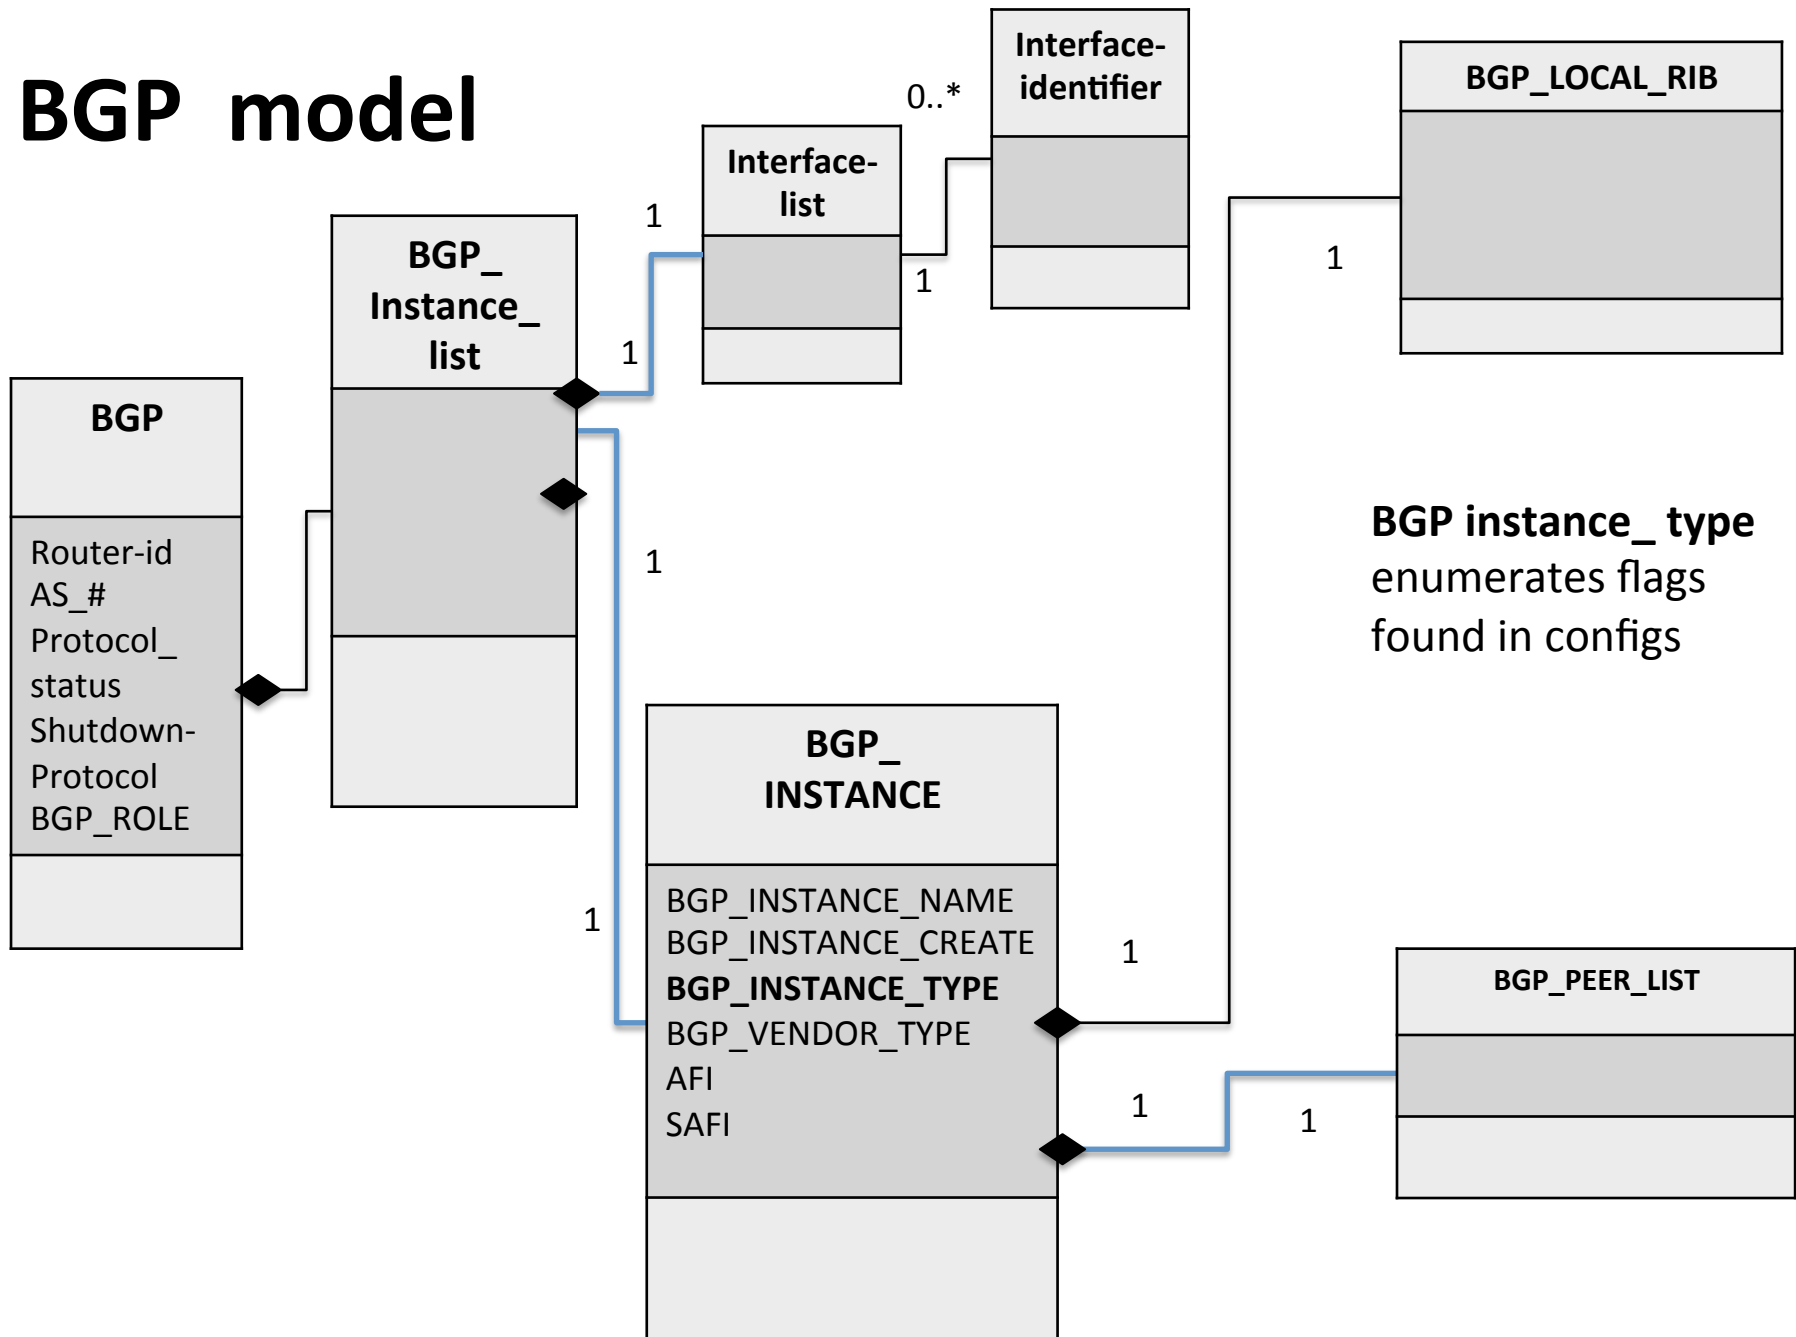 BGP model
Interface-
identifier
0..*
BGP_LOCAL_RIB
Interface-
list
1
1
1
1
BGP_
Instance_
list
BGP
Router-id
AS_#
Protocol_
status
Shutdown-
Protocol
BGP_ROLE
1
1
BGP instance_ type
enumerates flags
found in configs
BGP_
INSTANCE
BGP_INSTANCE_NAME
BGP_INSTANCE_CREATE
BGP_INSTANCE_TYPE
BGP_VENDOR_TYPE
AFI
SAFI
1
1
1
BGP_PEER_LIST